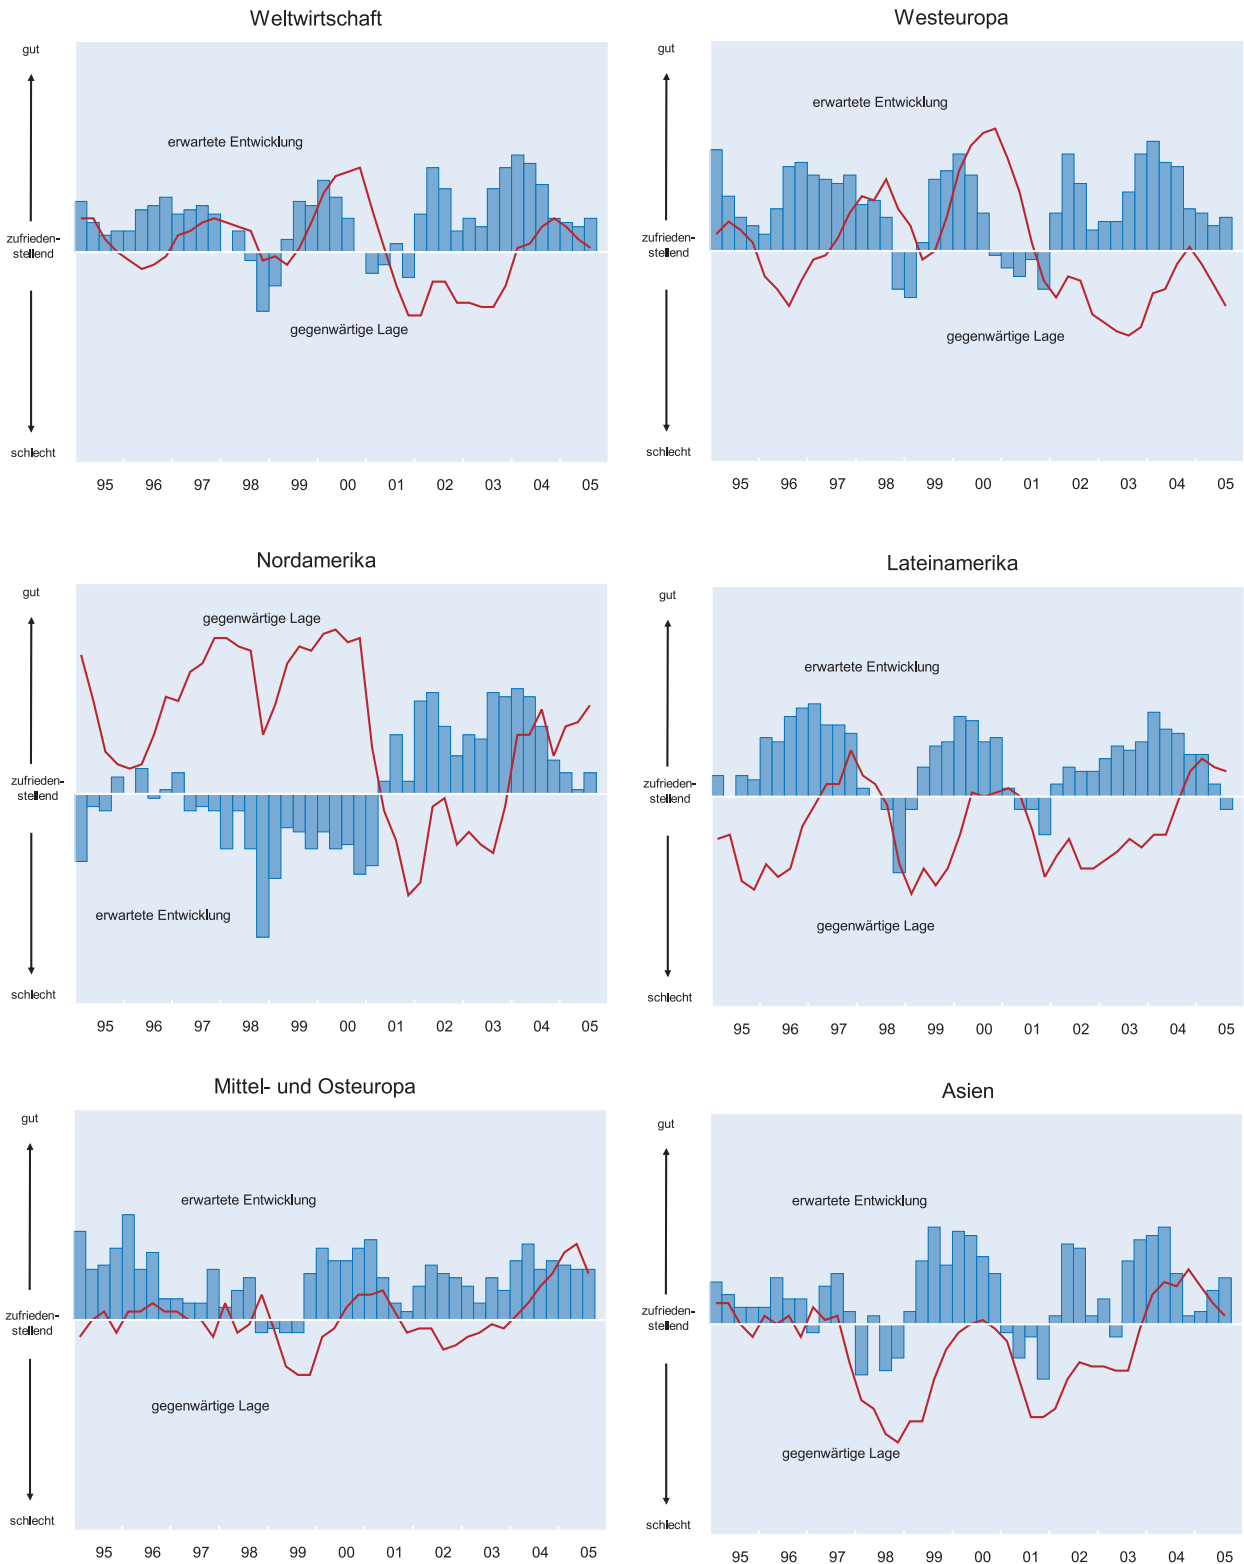 Weltwirtschaft
gut
erwartete Entwicklung
zufrieden-
stellend
gegenwärtige Lage
schlecht
95 96 97 98 99 00 01 02 03 04 05
Westeuropa
gut
erwartete Entwicklung
zufrieden-
stellend
gegenwärtige Lage
schlecht
95 96 97 98 99 00 01 02 03 04 05
Nordamerika
gut
gegenwärtige Lage
zufrieden-
stellend
erwartete Entwicklung
schlecht
95 96 97 98 99 00 01 02 03 04 05
Lateinamerika
gut
erwartete Entwicklung
zufrieden-
stellend
gegenwärtige Lage
schlecht
95 96 97 98 99 00 01 02 03 04 05
Mittel- und Osteuropa
gut
erwartete Entwicklung
zufrieden-
stellend
gegenwärtige Lage
schlecht
95 96 97 98 99 00 01 02 03 04 05
Asien
gut
erwartete Entwicklung
zufrieden-
stellend
gegenwärtige Lage
schlecht
95 96 97 98 99 00 01 02 03 04 05